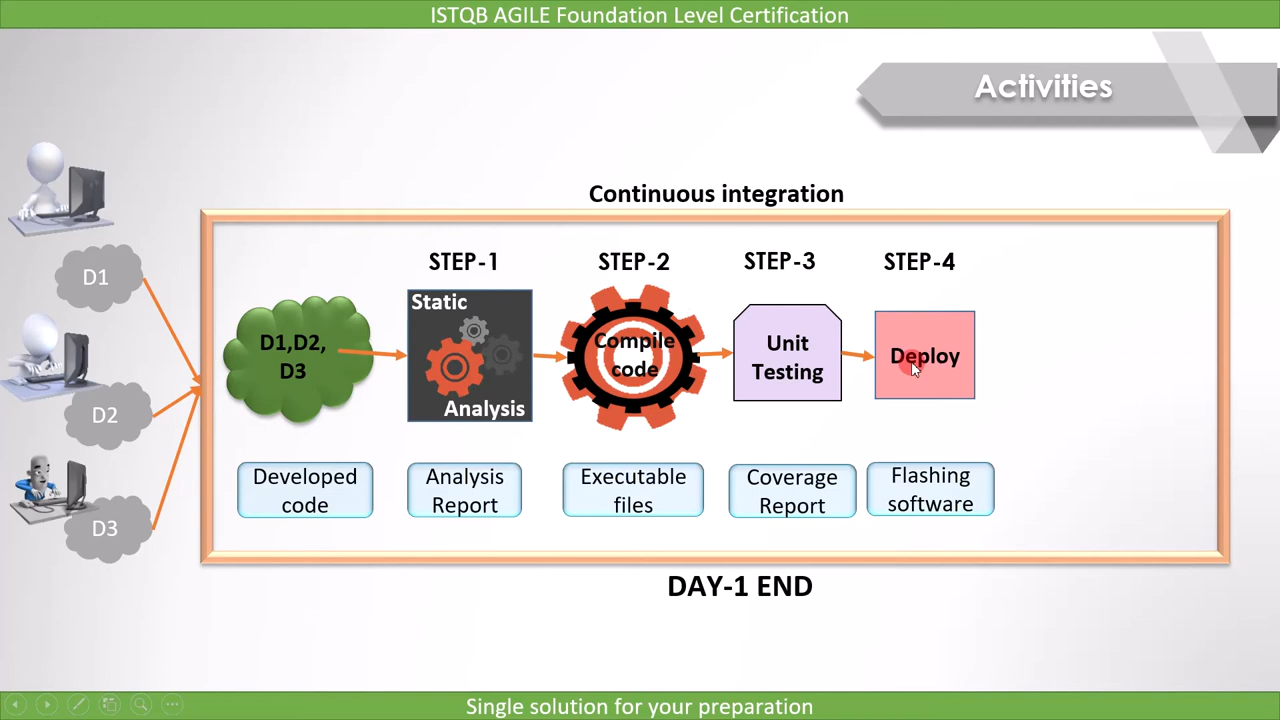 ISTQB AGILE Foundation Level Certification
Activities
Continuous integration
STEP-1
STEP-2
STEP-3
STEP-4
D1
D2
D3
D1,D2,
D3
Static
Analysis
Compile
code
Unit
Testing
Deploy
Developed
code
Analysis
Report
Executable
files
Coverage
Report
Flashing
software
DAY-1 END
Single solution for your preparation